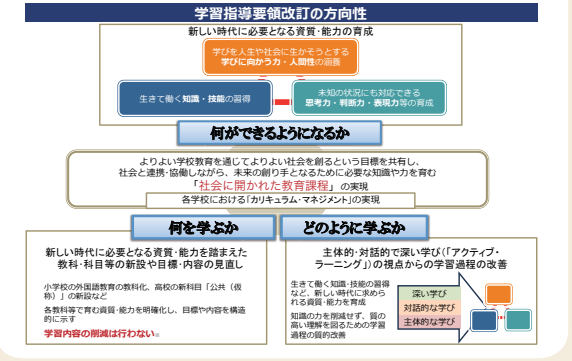 学習指導要領改訂の方向性
新しい時代に必要となる資質・能力の育成
学びを人生や社会に生かそうとする
学びに向かう力・人間性の涵養
生きて働く知識・技能の習得
未知の状況にも対応できる
思考力・判断力・表現力等の育成
何ができるようになるか
よりよい学校教育を通じてよりよい社会を創るという目標を共有し、
社会と連携・協働しながら、未来の創り手となるために必要な知識や力を育む
「社会に開かれた教育課程」の実現
各学校における「カリキュラム・マネジメント」の実現
何を学ぶか
新しい時代に必要となる資質・能力を踏まえた
教科・科目等の新設や目標・内容の見直し
小学校の外国語教育の教科化、高校の新科目「公共（仮
称）」の新設など
各教科等で育む資質・能力を明確化し、目標や内容を構造
的に示す
学習内容の削減は行わない※
どのように学ぶか
主体的・対話的で深い学び（「アクティブ・
ラーニング」）の視点からの学習過程の改善
生きて働く知識・技能の習得
など、新しい時代に求めら
れる資質・能力を育成
知識の力を削減せず、質の
高い理解を図るための学習
過程の質的改善
深い学び
対話的な学び
主体的な学び